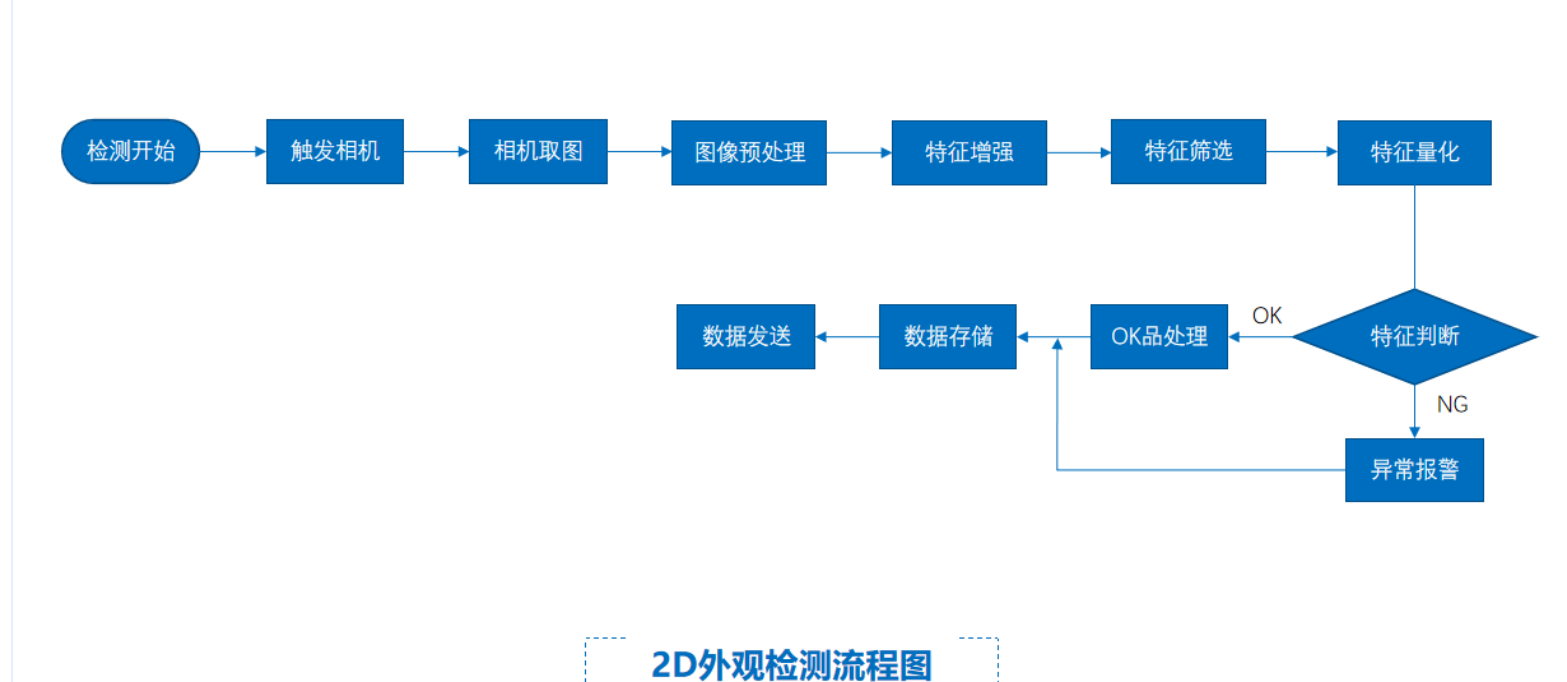 检测开始
触发相机
相机取图
图像预处理
特征增强
特征筛选
特征量化
数据发送
数据存储
OK品处理
OK
特征判断
NG
异常报警
2D外观检测流程图